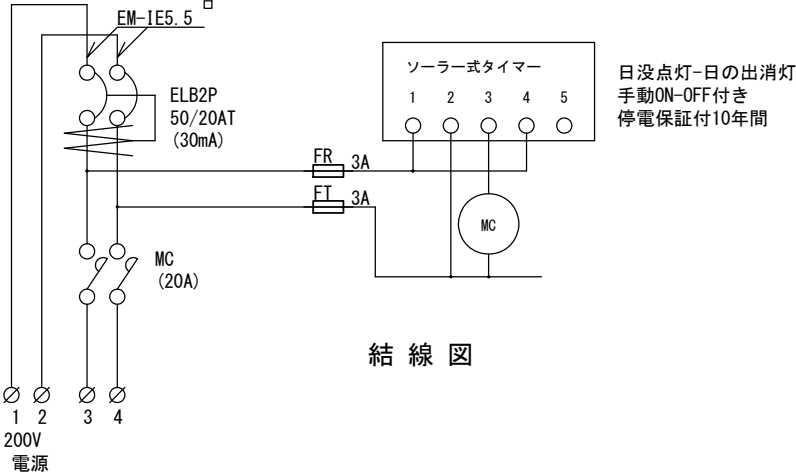 EM-IE5.5□
ELB2P
50/20AT
(30mA)
ソーラー式タイマー
1 2 3 4 5
日没点灯-日の出消灯
手動ON-OFF付き
停電保証付10年間
FR 3A
FT 3A
MC
MC
(20A)
結線図
1 2 3 4
200V
電源